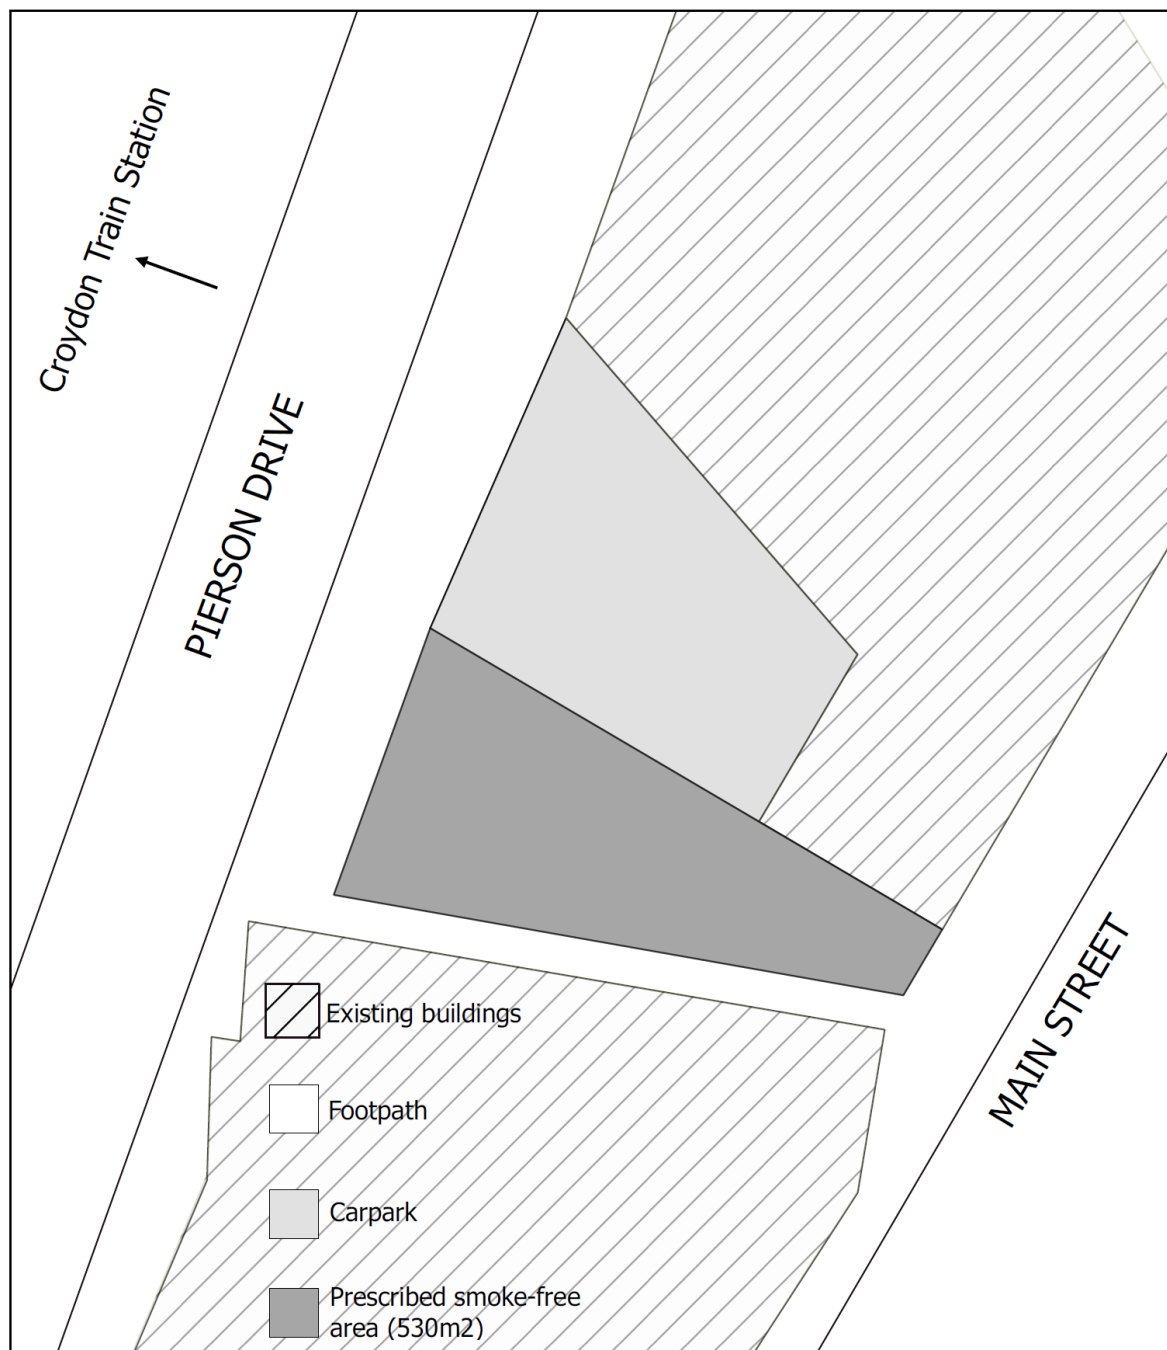 Croydon Train Station
PIERSON DRIVE
MAIN STREET
Existing buildings
Footpath
Carpark
Prescribed smoke-free
area (530m2)